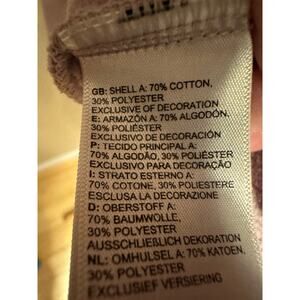 GB: SHELL A: 70% COTTON,
30% POLYESTER
EXCLUSIVE OF DECORATION
E: ARMAZÓN A: 70% ALGODÓN,
30% POLIÉSTER
EXCLUSIVO DE DECORACIÓN
P: TECIDO PRINCIPAL A:
70% ALGODÃO, 30% POLIÉSTER
EXCLUSIVO PARA DECORAÇÃO
I: STRATO ESTERNO A:
70% COTONE, 30% POLIESTERE
ESCLUSA LA DECORAZIONE
D: OBERSTOFF A:
70% BAUMWOLLE,
30% POLYESTER
AUSSCHLIEßLICH DEKORATION
NL: OMHULSEL A: 70% KATOEN,
30% POLYESTER
EXCLUSIEF VERSIERING